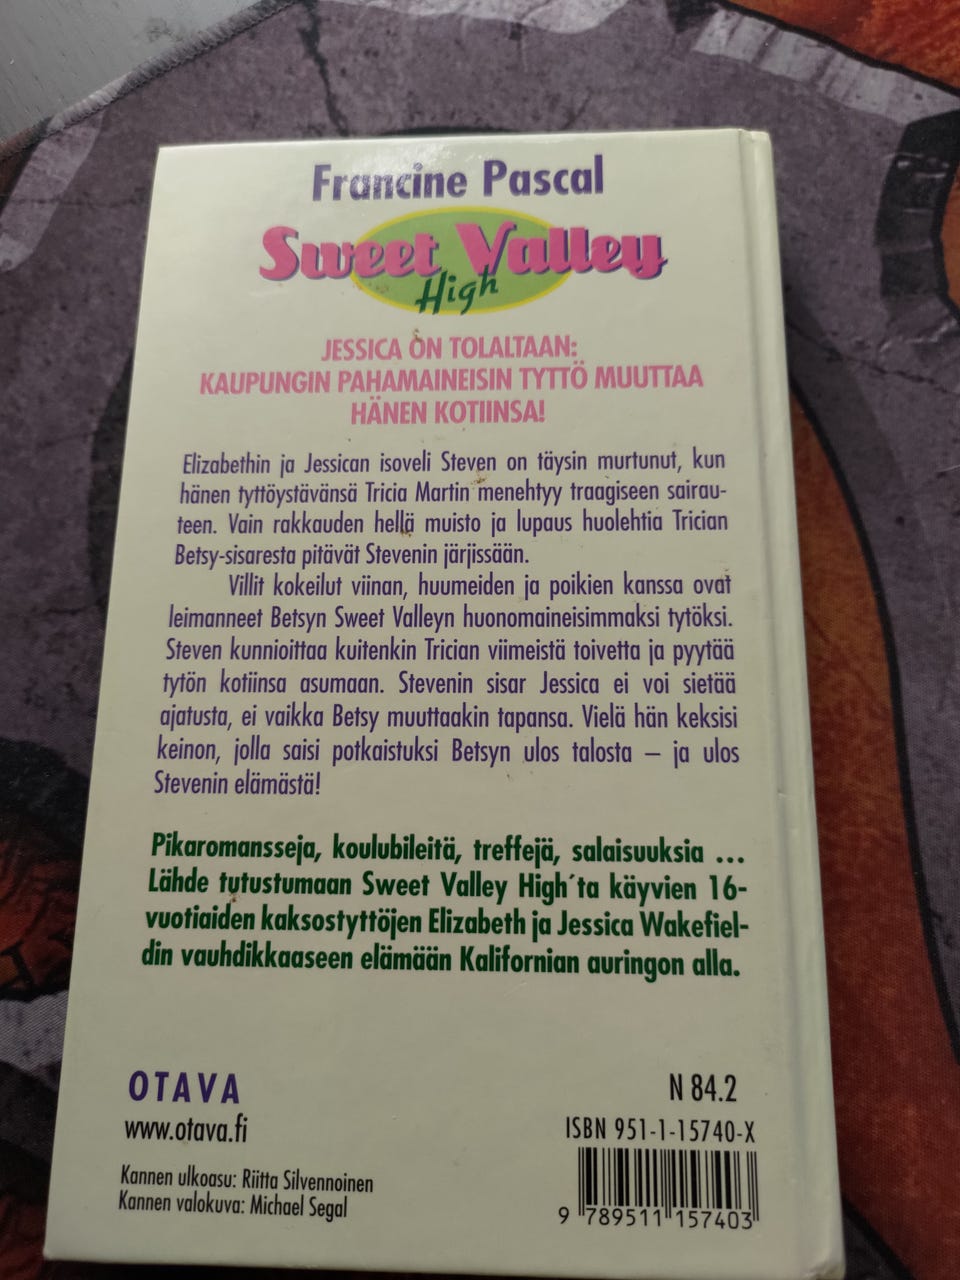 Francine Pascal
Sweet Valley
High
JESSICA ON TOLALTAAN:
KAUPUNGIN PAHAMAINEISIN TYTTÖ MUUTTAA
HÄNEN KOTIINSA!
Elizabethin ja Jessican isoveli Steven on täysin murtunut, kun
hänen tyttöystävänsä Tricia Martin menehtyy traagiseen sairau-
teen. Vain rakkauden hellä muisto ja lupaus huolehtia Trician
Betsy-sisaresta pitävät Stevenin järjissään.
Villit kokeilut viinan, huumeiden ja poikien kanssa ovat
leimanneet Betsyn Sweet Valleyn huonomaineisimmaksi tytöksi.
Steven kunnioittaa kuitenkin Trician viimeistä toivetta ja pyytää
tytön kotiinsa asumaan. Stevenin sisar Jessica ei voi sietää
ajatusta, ei vaikka Betsy muuttaakin tapansa. Vielä hän keksisi
keinon, jolla saisi potkaistuksi Betsyn ulos talosta – ja ulos
Stevenin elämästä!
Pikaromansseja, koulubileitä, treffejä, salaisuuksia ...
Lähde tutustumaan Sweet Valley High´ta käyvien 16-
vuotiaiden kaksostyttöjen Elizabeth ja Jessica Wakefiel-
din vauhdikkaaseen elämään Kalifornian auringon alla.
OTAVA
www.otava.fi
Kannen ulkoasu: Riitta Silvennoinen
Kannen valokuva: Michael Segal
N 84.2
ISBN 951-1-15740-X
9 789511 157403